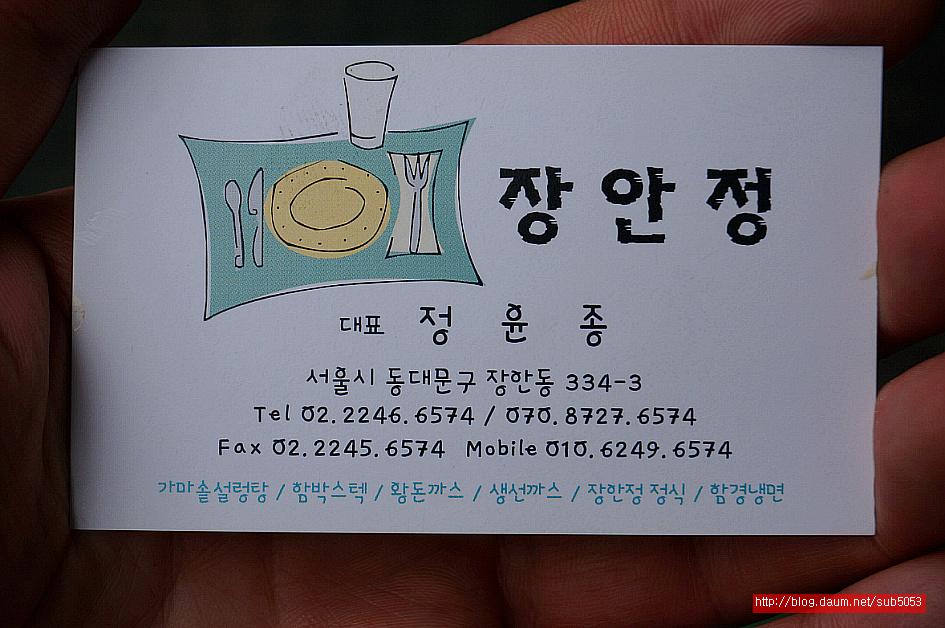 장안정
대표 정 윤 종
서울시 동대문구 장안동 334-3
Tel 02.2246.6574 / 070.8727.6574
Fax 02.2245.6574 Mobile 010.6249.6574
가마솥설렁탕 / 함박스텍 / 왕돈까스 / 생선까스 / 장안정 정식 / 함경냉면
http://blog.daum.net/sub5053